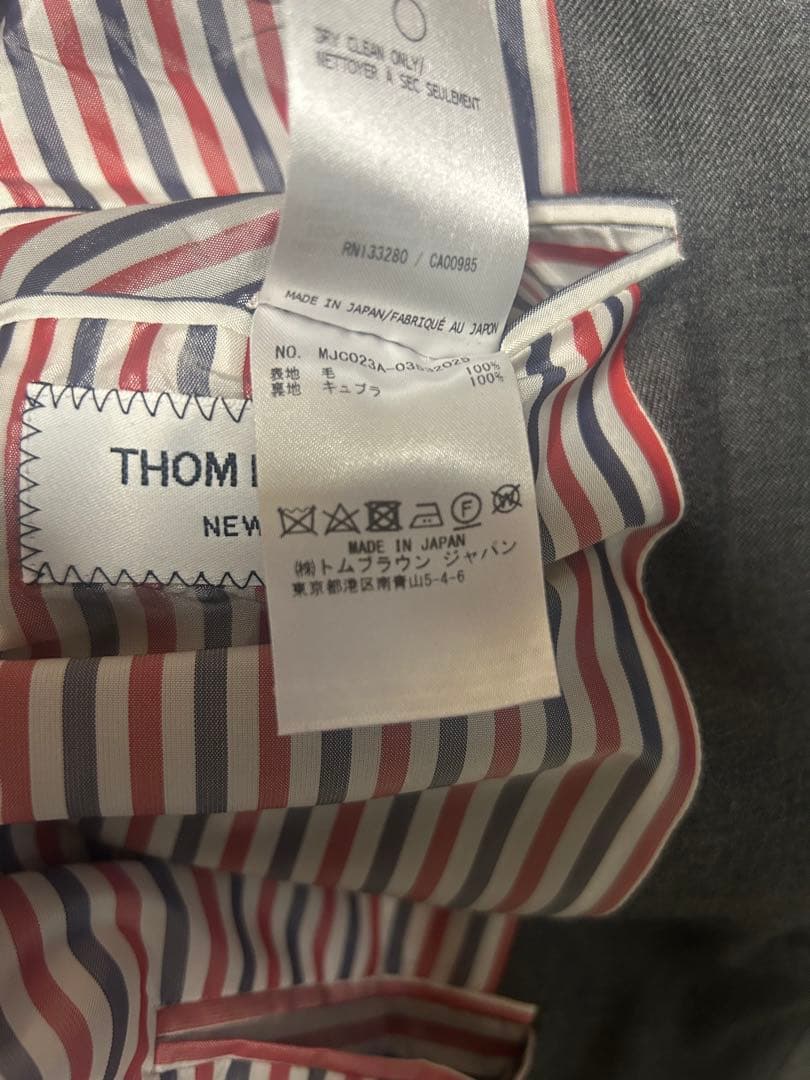 DRY CLEAN ONLY/
NETTOYER A SEC SEULEMENT
RN133280 / CA00985
MADE IN JAPAN/FABRIQUÉ AU JAPON
NO. 
表地 毛 100%
裏地 キュプラ 100%
THOM
NEW
MADE IN JAPAN
㈱トムブラウン ジャパン
東京都港区南青山5-4-6